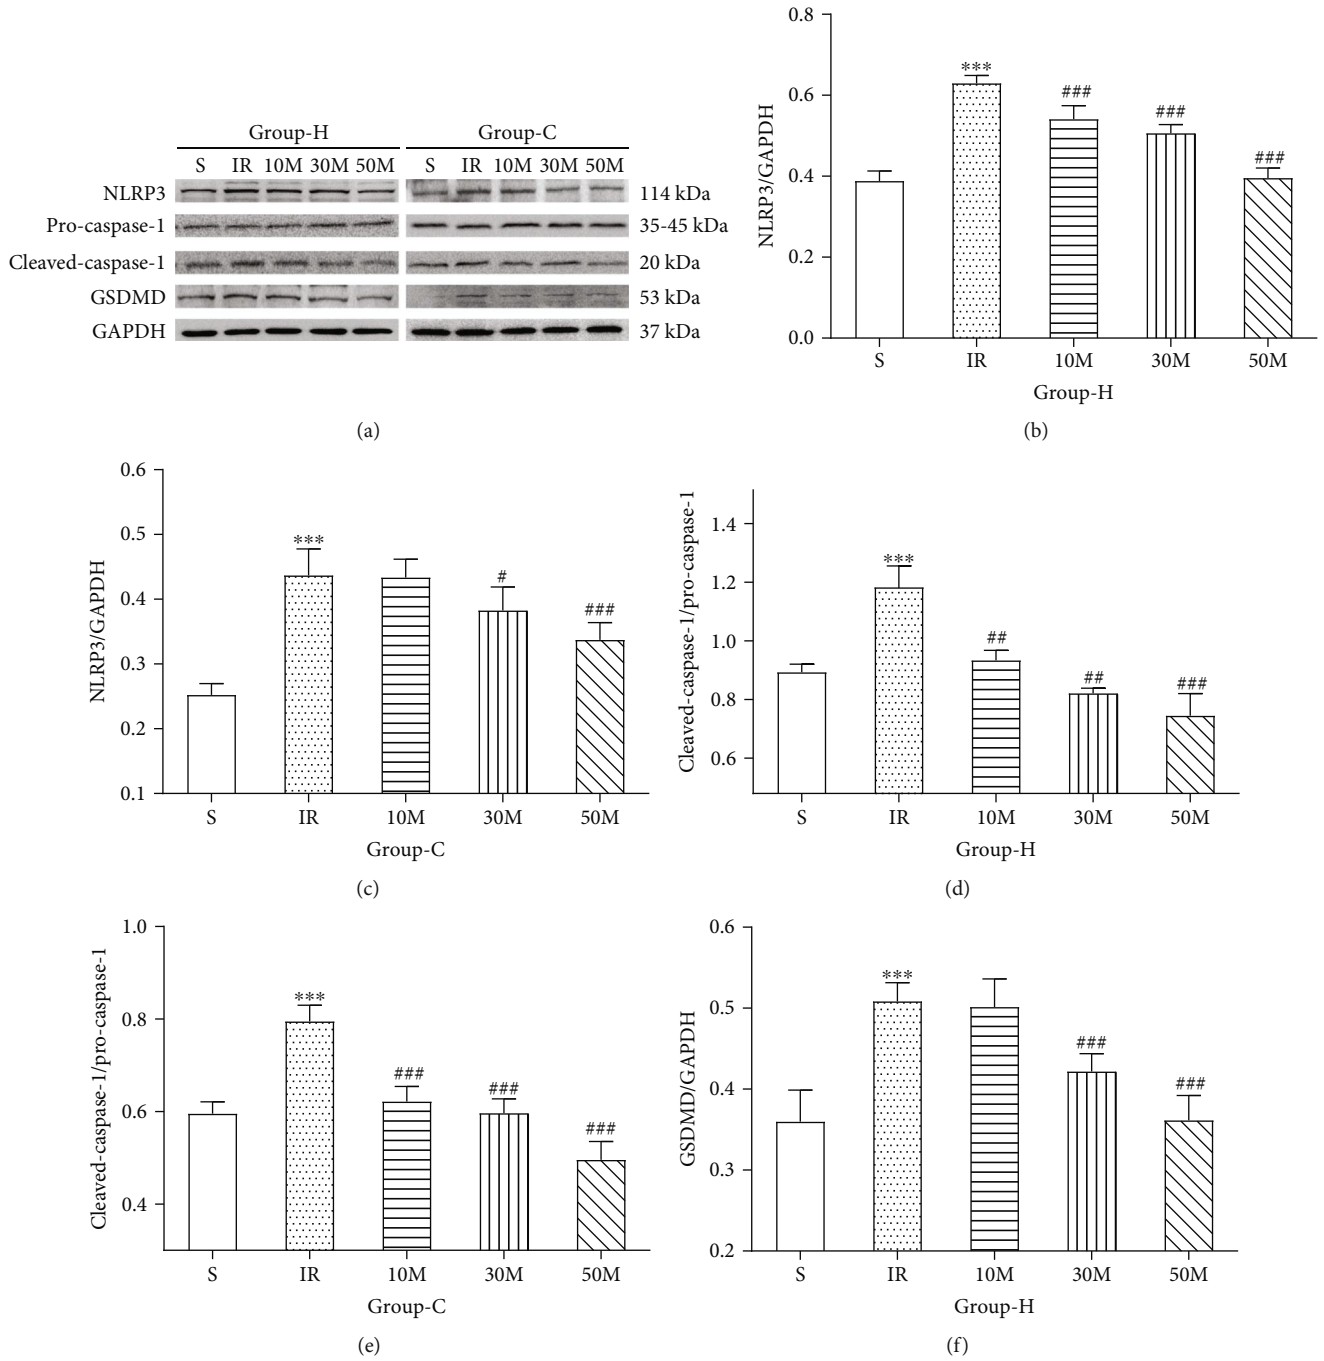 Group-H Group-C
S IR 10M 30M 50M S IR 10M 30M 50M
NLRP3 114 kDa
Pro-caspase-1 35-45 kDa
Cleaved-caspase-1 20 kDa
GSDMD 53 kDa
GAPDH 37 kDa
(a)
NLRP3/GAPDH
0.8
0.6
0.4
0.2
0.0
*** ### ### ###
S IR 10M 30M 50M
Group-H
(b)
NLRP3/GAPDH
0.6
0.5
0.4
0.3
0.2
0.1
*** # ###
S IR 10M 30M 50M
Group-C
(c)
Cleaved-caspase-1/pro-caspase-1
1.4
1.2
1.0
0.8
0.6
*** ## ## ###
S IR 10M 30M 50M
Group-H
(d)
Cleaved-caspase-1/pro-caspase-1
1.0
0.8
0.6
0.4
*** ### ### ###
S IR 10M 30M 50M
Group-C
(e)
GSDMD/GAPDH
0.6
0.5
0.4
0.3
0.2
*** ### ###
S IR 10M 30M 50M
Group-H
(f)